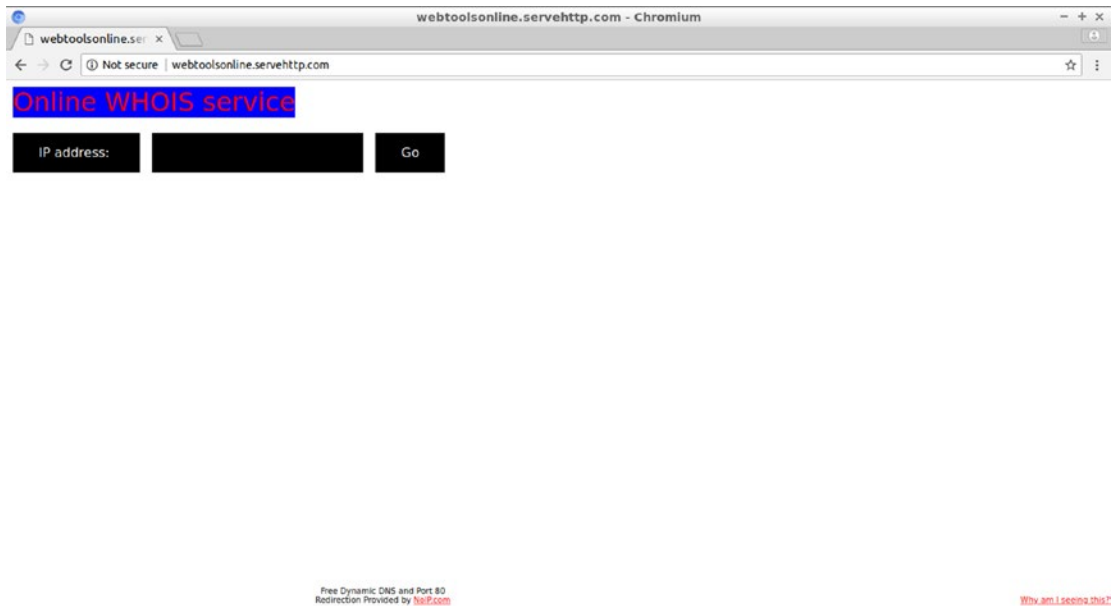 webtoolsonline.servehttp.com - Chromium
webtoolsonline.ser
Not secure | webtoolsonline.servehttp.com
Online WHOIS service
IP address:
Go
Free Dynamic DNS and Port 80
Redirection Provided by NoIP.com
Why am I seeing this?